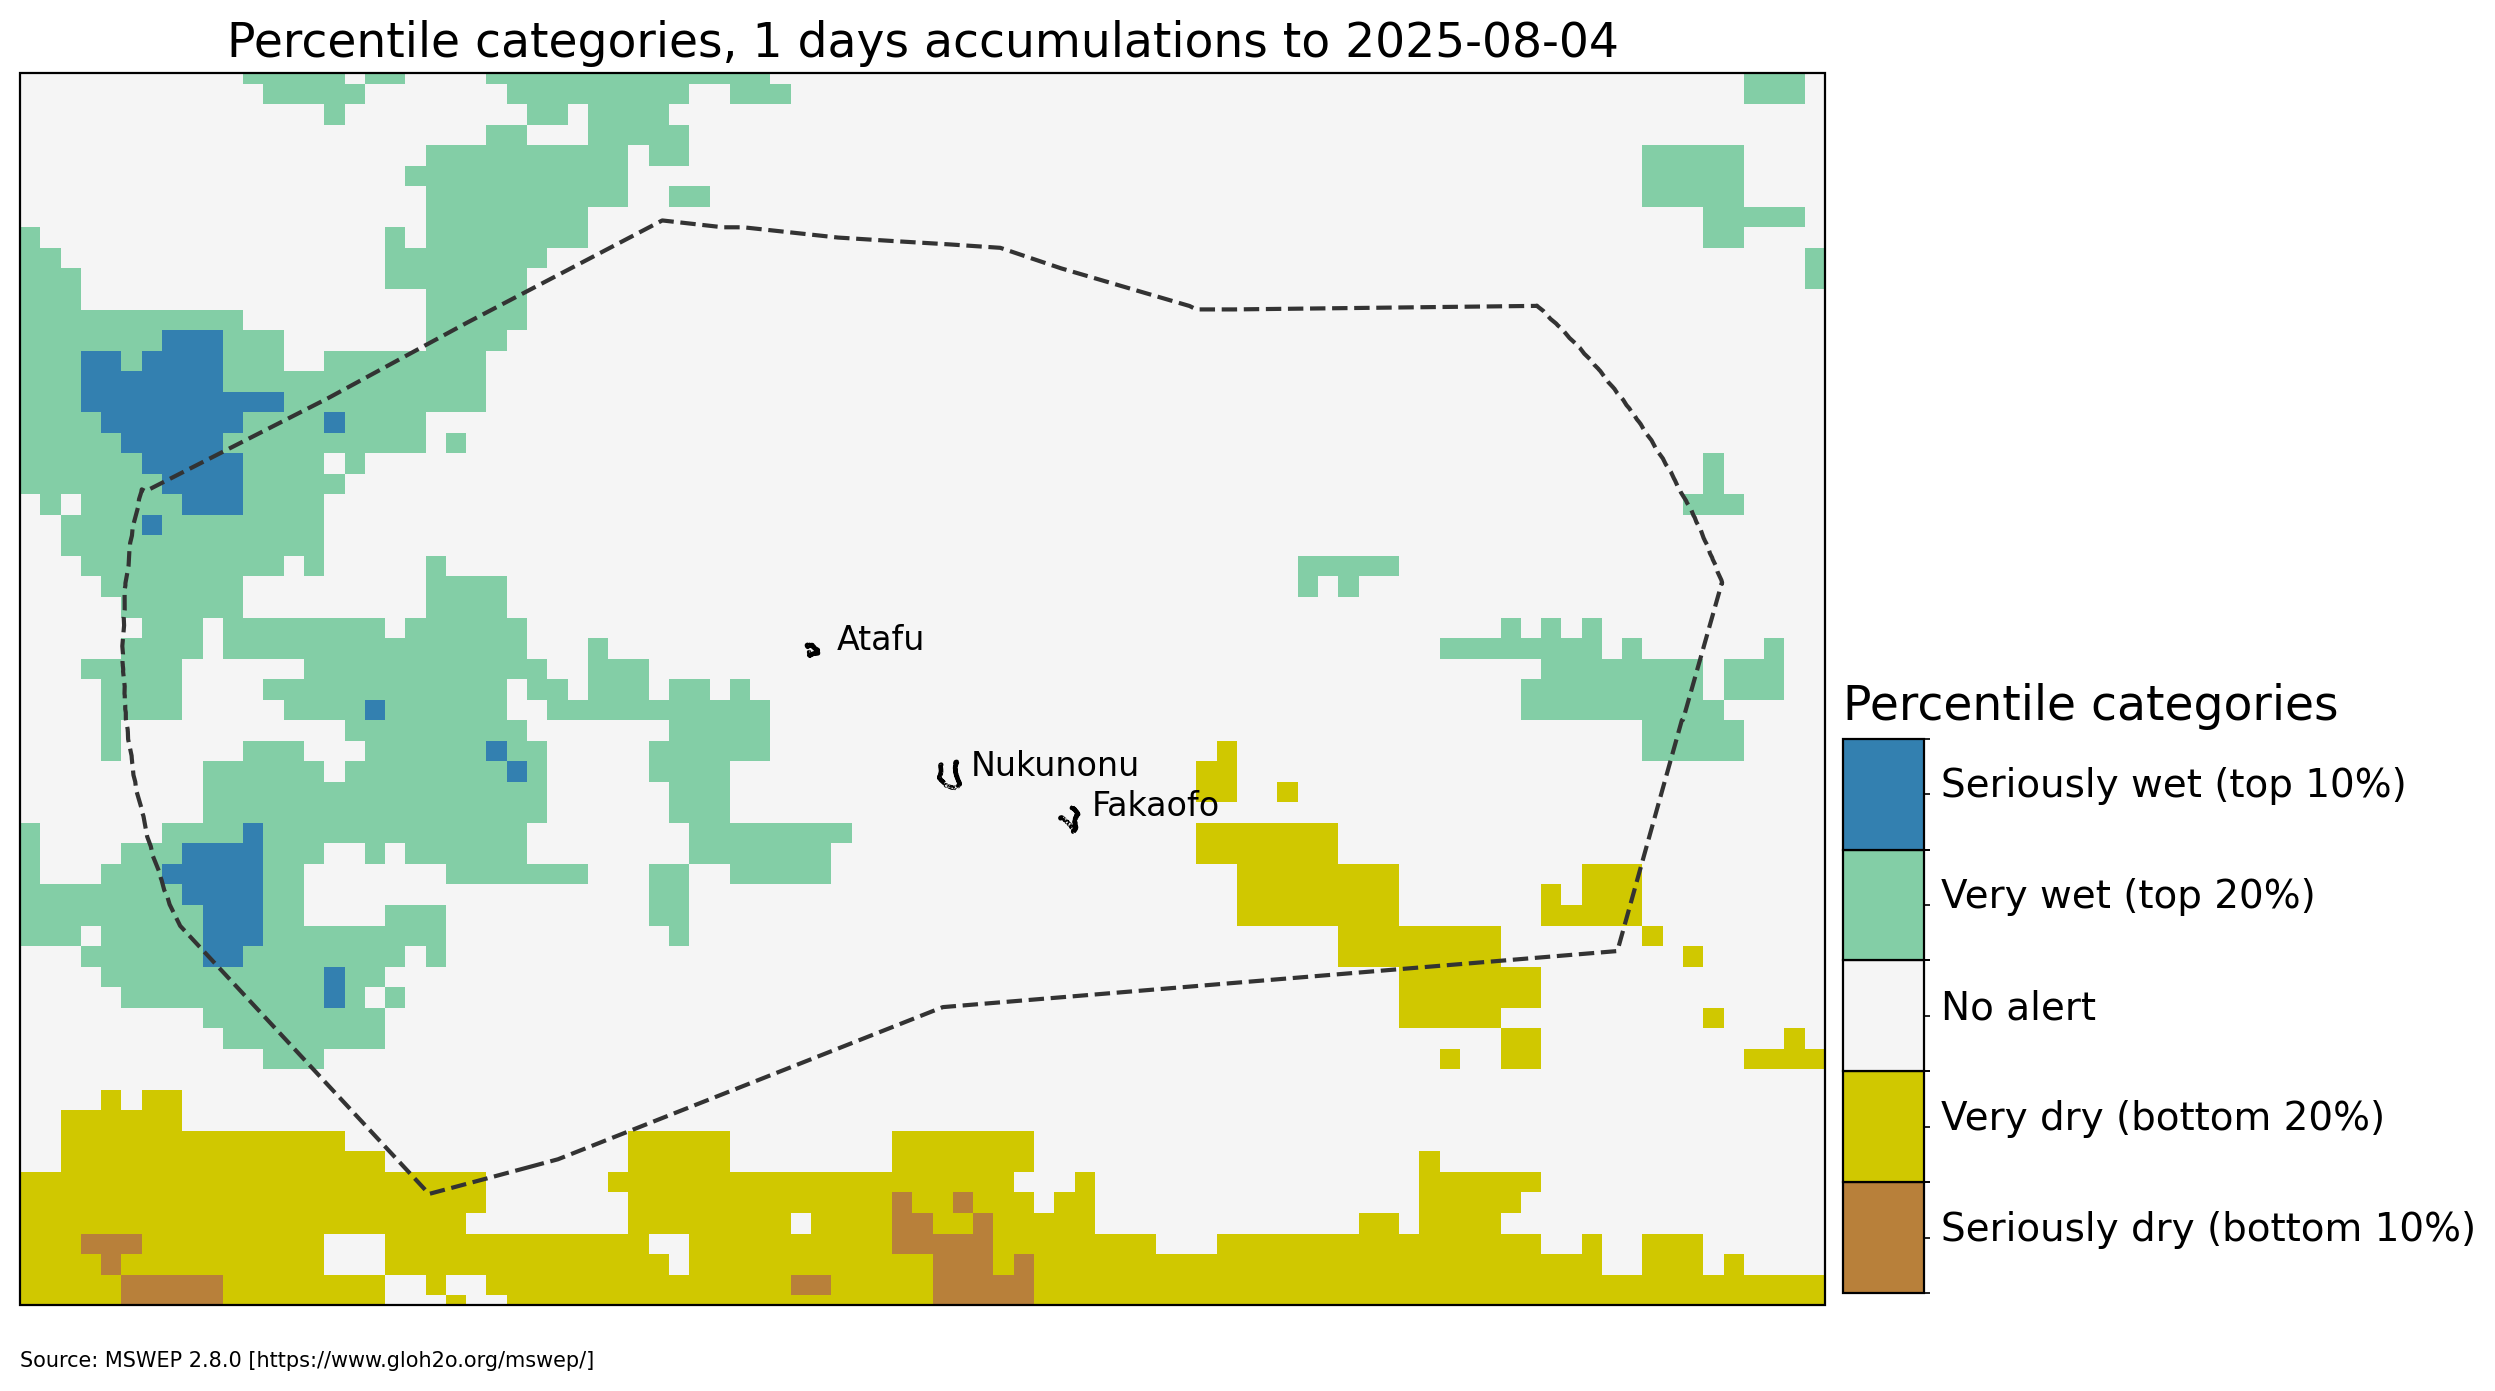 Percentile categories, 1 days accumulations to 2025-08-04
Atafu
Nukunonu
Fakaofo
Percentile categories
Seriously wet (top 10%)
Very wet (top 20%)
No alert
Very dry (bottom 20%)
Seriously dry (bottom 10%)
Source: MSWEP 2.8.0 [https://www.gloh2o.org/mswep/]